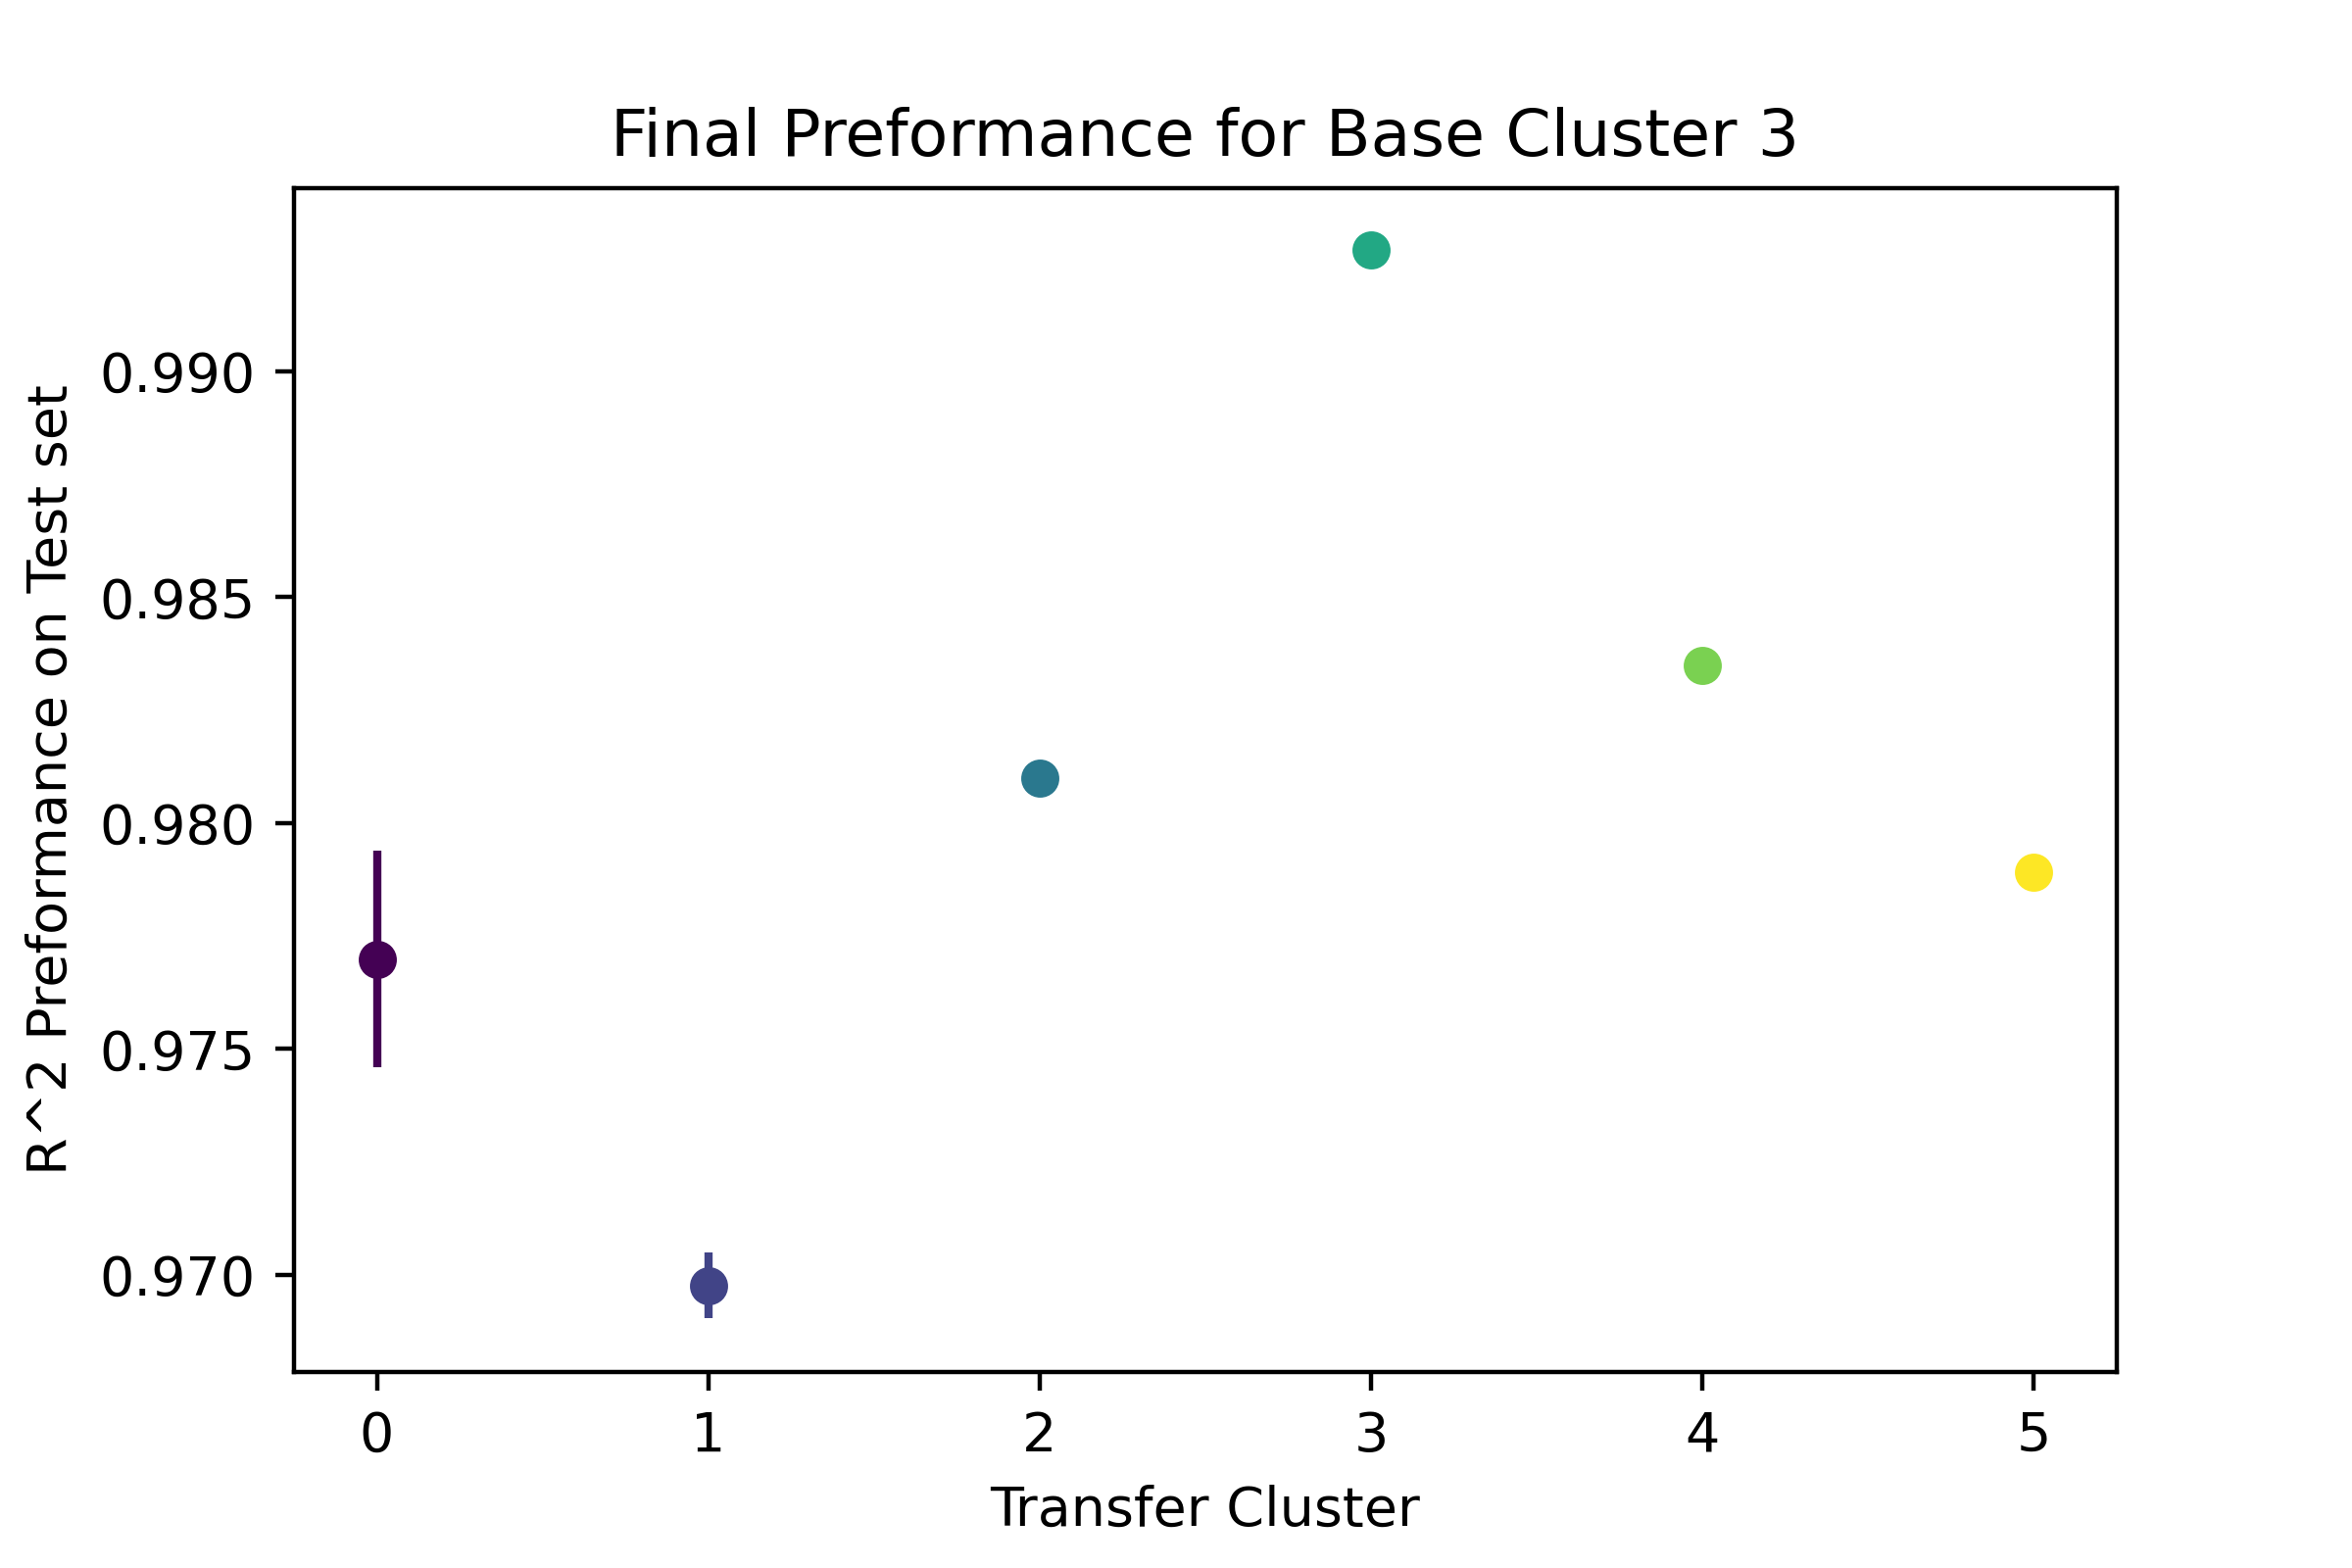 Final Preformance for Base Cluster 3
R^2 Preformance on Test set
0.990
0.985
0.980
0.975
0.970
0 1 2 3 4 5
Transfer Cluster